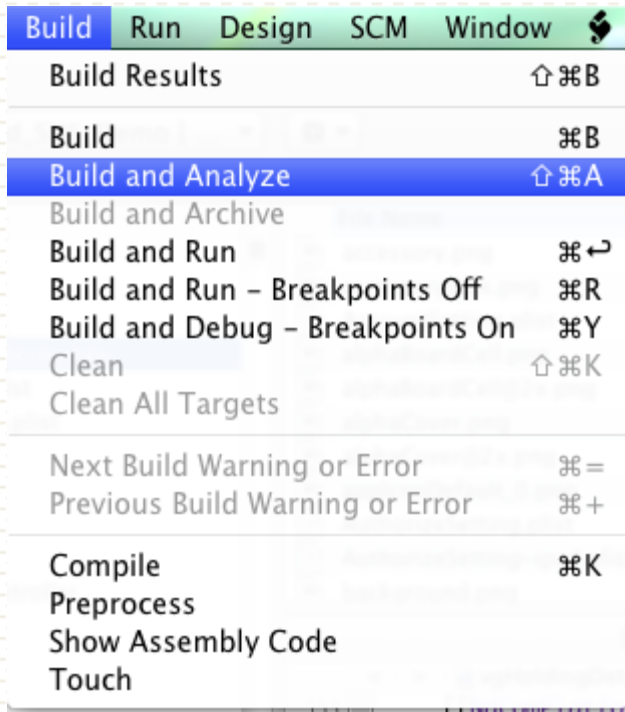 Build Run Design SCM Window
Build Results ⇧⌘B
Build ⌘B
Build and Analyze ⇧⌘A
Build and Archive
Build and Run ⌘↩
Build and Run – Breakpoints Off ⌘R
Build and Debug – Breakpoints On ⌘Y
Clean ⇧⌘K
Clean All Targets
Next Build Warning or Error ⌘=
Previous Build Warning or Error ⌘+
Compile ⌘K
Preprocess
Show Assembly Code
Touch